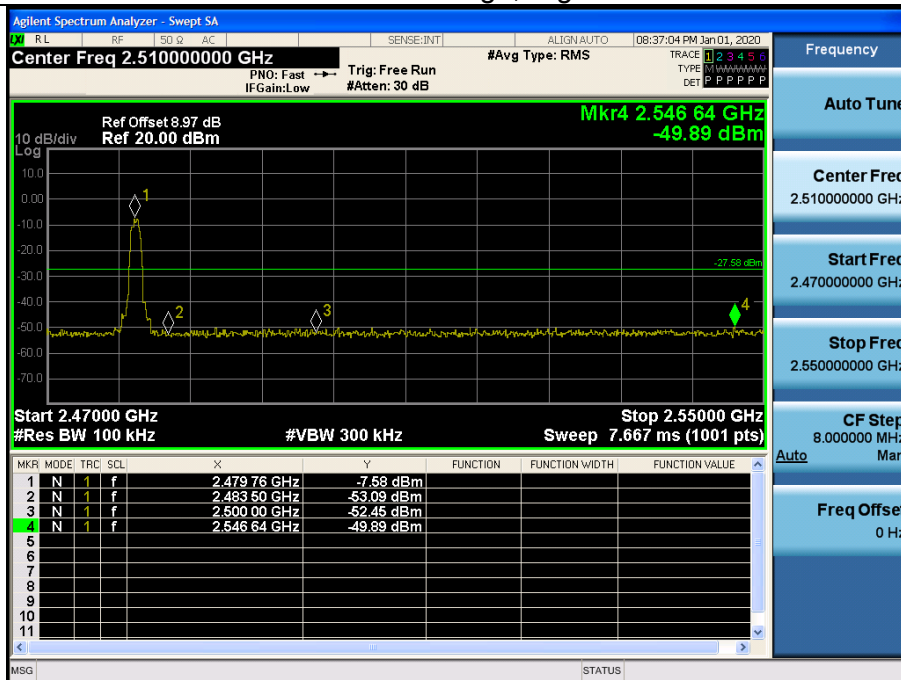 Agilent Spectrum Analyzer - Swept SA
LXI RL RF 50 Ω AC SENSE:INT ALIGN AUTO 08:37:04 PM Jan 01, 2020
Center Freq 2.510000000 GHz #Avg Type: RMS TRACE 1 2 3 4 5 6
PNO: Fast Trig: Free Run TYPE M WWWWW
IFGain:Low #Atten: 30 dB DET P P P P P P
Frequency
Auto Tune
Center Freq
2.510000000 GHz
Start Freq
2.470000000 GHz
Stop Freq
2.550000000 GHz
CF Step
8.000000 MHz
Auto Man
Freq Offset
0 Hz
Mkr4 2.546 64 GHz
-49.89 dBm
Ref Offset 8.97 dB
10 dB/div Ref 20.00 dBm
Log
10.0
0.00
-10.0
-20.0
-30.0
-40.0
-50.0
-60.0
-70.0
1
2
3
4
-27.58 dBm
Start 2.47000 GHz Stop 2.55000 GHz
#Res BW 100 kHz #VBW 300 kHz Sweep 7.667 ms (1001 pts)
MKR MODE TRC SCL X Y FUNCTION FUNCTION WIDTH FUNCTION VALUE
1 N 1 f 2.479 76 GHz -7.58 dBm
2 N 1 f 2.483 50 GHz -53.09 dBm
3 N 1 f 2.500 00 GHz -52.45 dBm
4 N 1 f 2.546 64 GHz -49.89 dBm
5
6
7
8
9
10
11
MSG STATUS